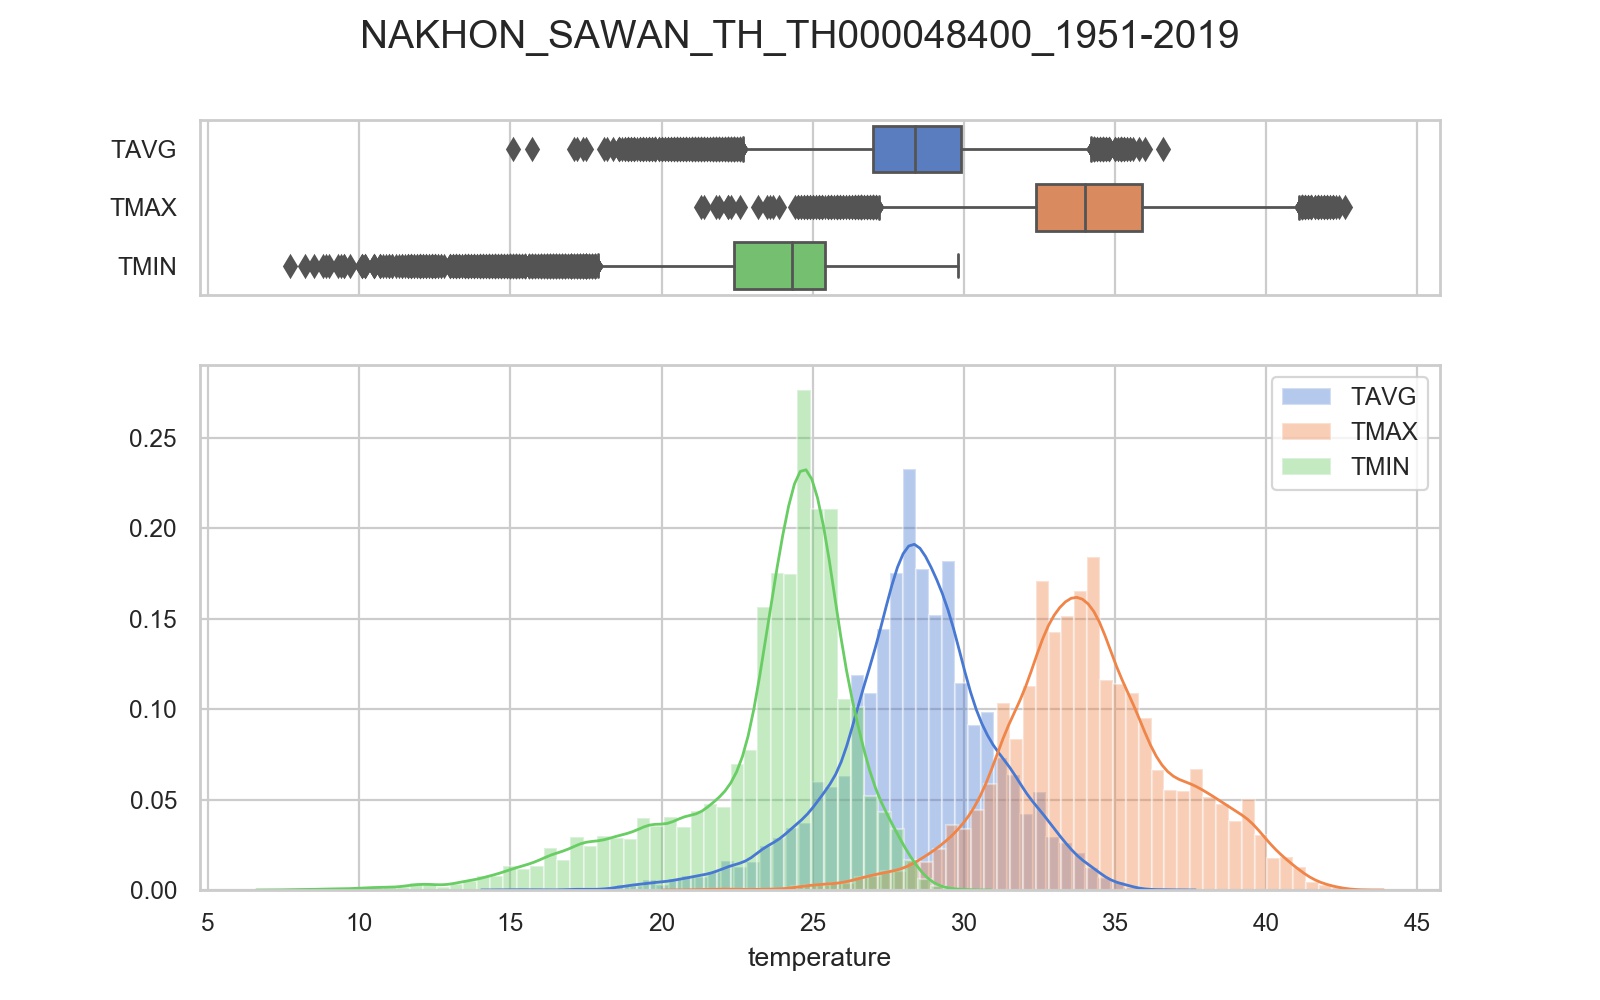 NAKHON_SAWAN_TH_TH000048400_1951-2019
TAVG
TMAX
TMIN
TAVG
TMAX
TMIN
0.25
0.20
0.15
0.10
0.05
0.00
5 10 15 20 25 30 35 40 45
temperature